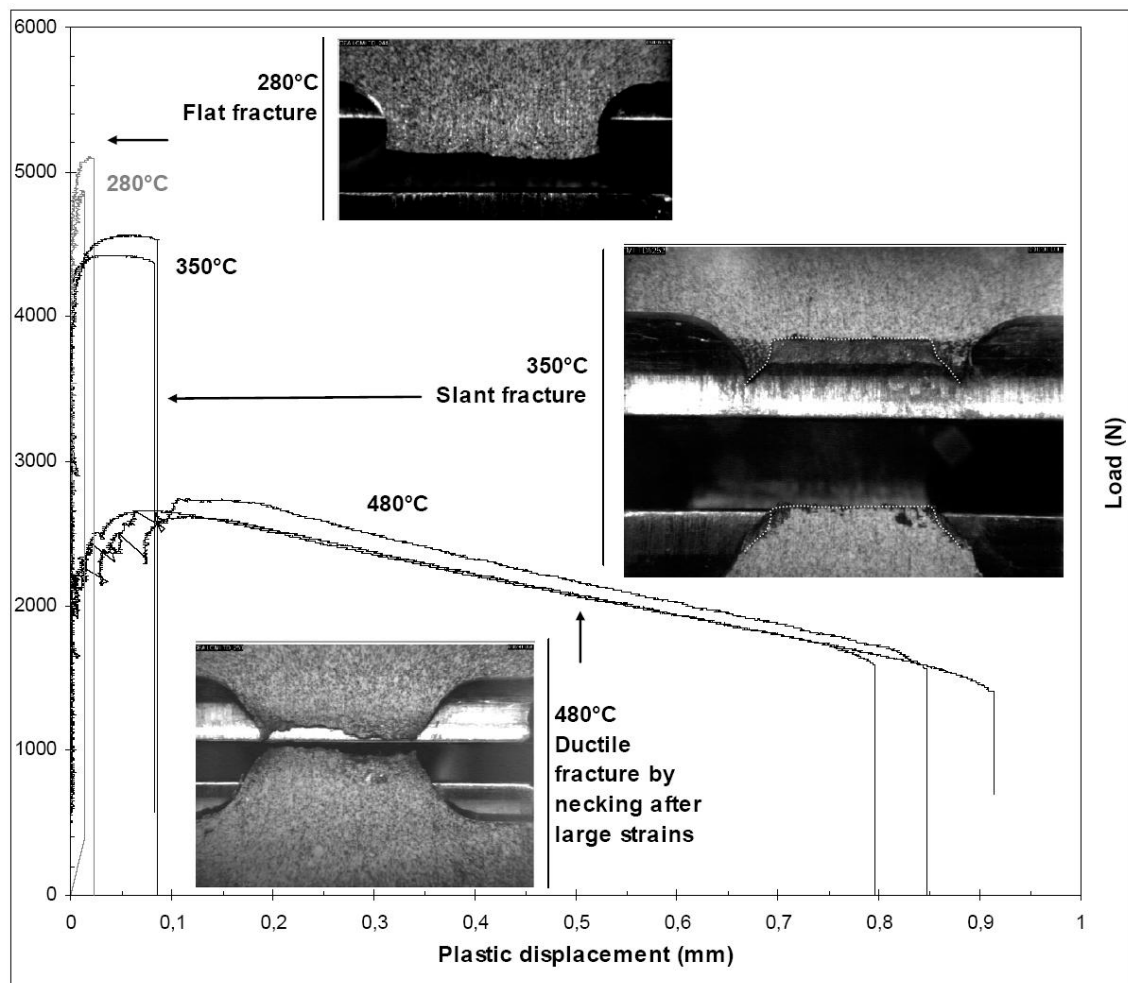 6000
5000
4000
3000
2000
1000
0
280°C
Flat fracture
280°C
350°C
350°C
Slant fracture
480°C
480°C
Ductile
fracture by
necking after
large strains
Load (N)
0
0,1
0,2
0,3
0,4
0,5
0,6
0,7
0,8
0,9
1
Plastic displacement (mm)